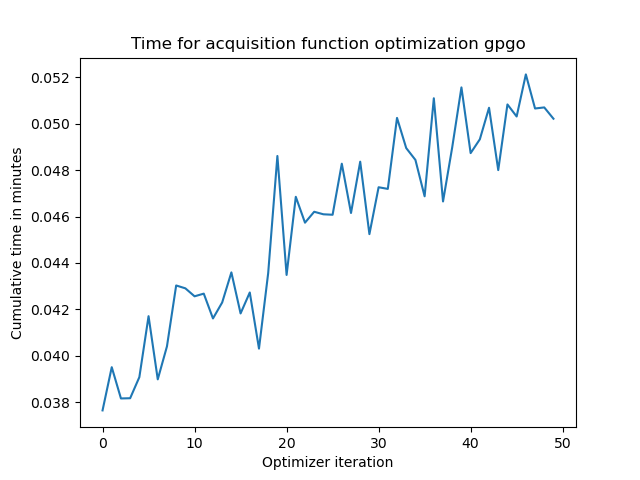 Time for acquisition function optimization gpgo
0.052
0.050
0.048
0.046
0.044
0.042
0.040
0.038
Cumulative time in minutes
0 10 20 30 40 50
Optimizer iteration